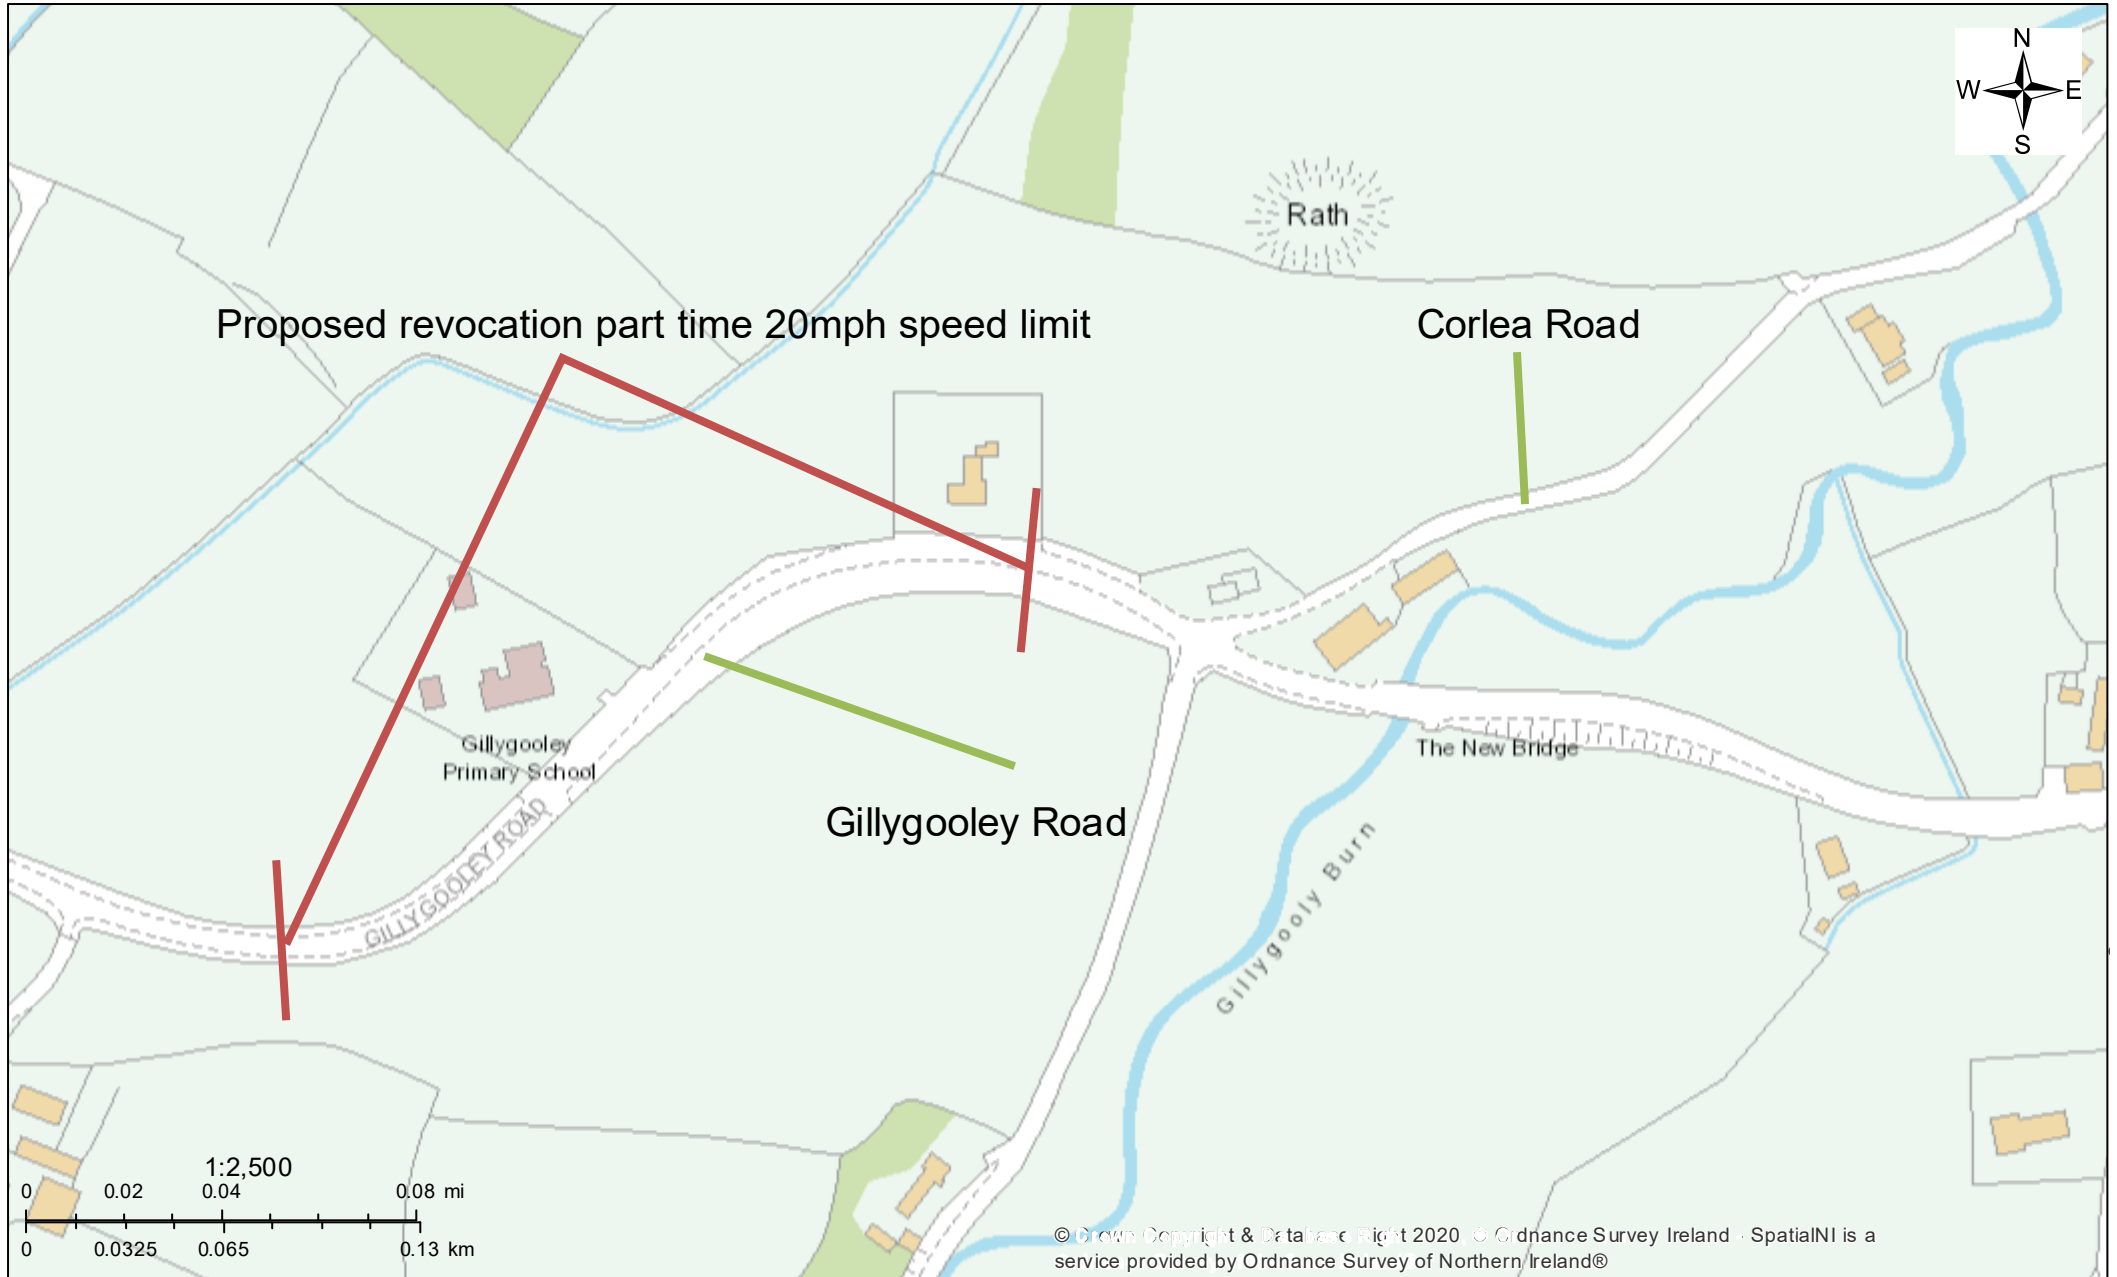 N
W E
S
Rath
Proposed revocation part time 20mph speed limit
Corlea Road
Gillygooley
Primary School
The New Bridge
GILLYGOOLEY ROAD
Gillygooley Road
Gillygooly Burn
1:2,500
0 0.02 0.04 0.08 mi
0 0.0325 0.065 0.13 km
© Crown Copyright & Database Right 2020, © Ordnance Survey Ireland - SpatialNI is a
service provided by Ordnance Survey of Northern Ireland®